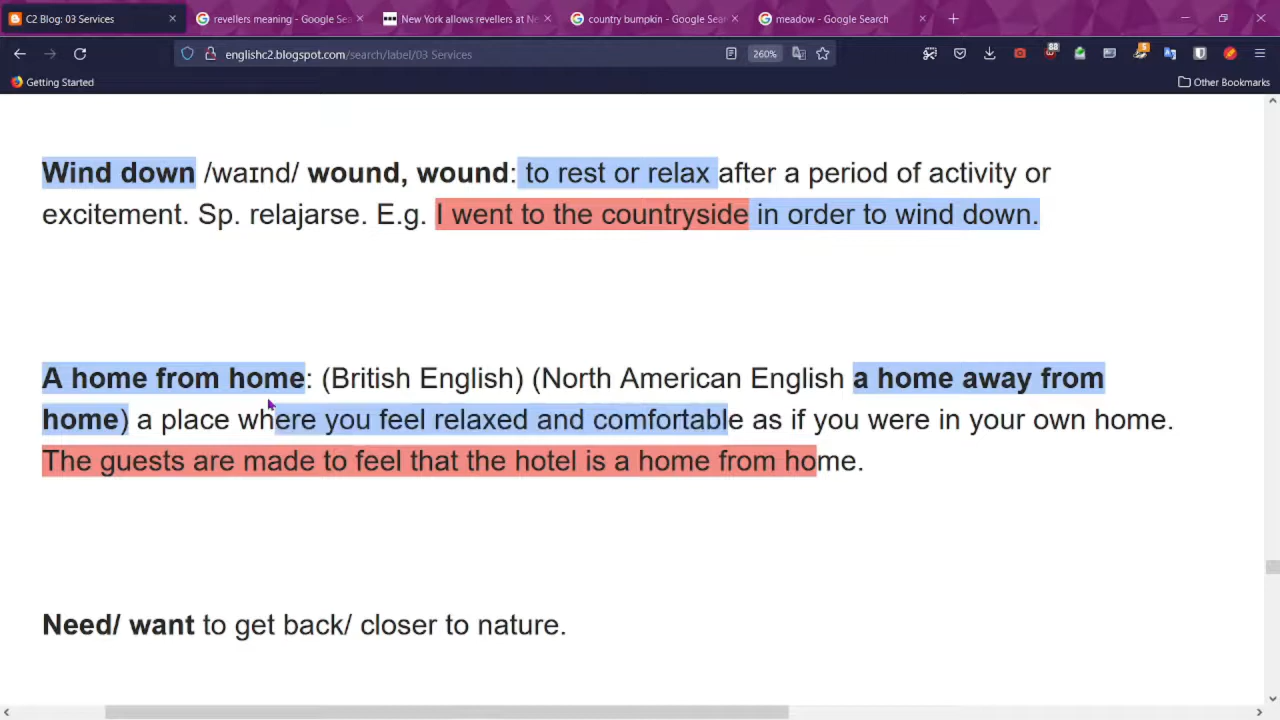 C2 Blog: 03 Services
revellers meaning - Google Sea
New York allows revellers at Ne
country bumpkin - Google Sear
meadow - Google Search
englishc2.blogspot.com/search/label/03 Services
260%
88
5
Getting Started
Other Bookmarks
Wind down /waɪnd/ wound, wound: to rest or relax after a period of activity or
excitement. Sp. relajarse. E.g. I went to the countryside in order to wind down.
A home from home: (British English) (North American English a home away from
home) a place where you feel relaxed and comfortable as if you were in your own home.
The guests are made to feel that the hotel is a home from home.
Need/ want to get back/ closer to nature.